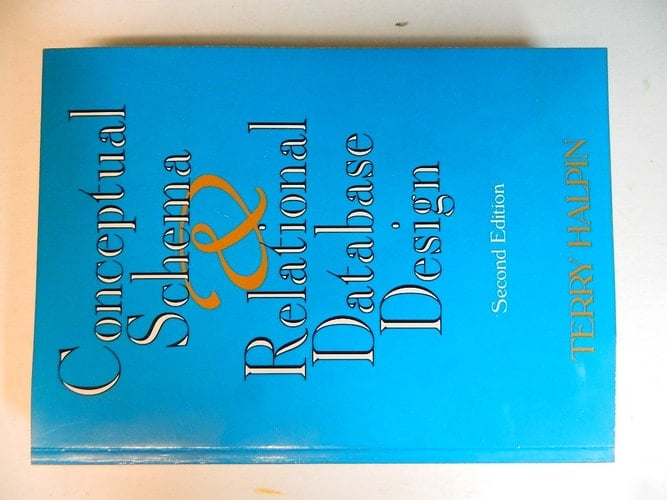 Conceptual
Schema
&
Relational
Database
Design
Second Edition
TERRY HALPIN